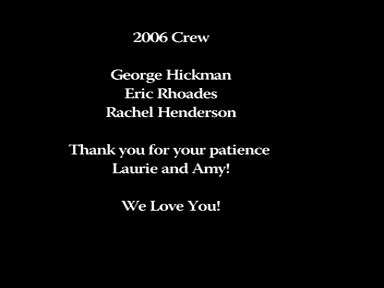 2006 Crew
George Hickman
Eric Rhoades
Rachel Henderson
Thank you for your patience
Laurie and Amy!
We Love You!